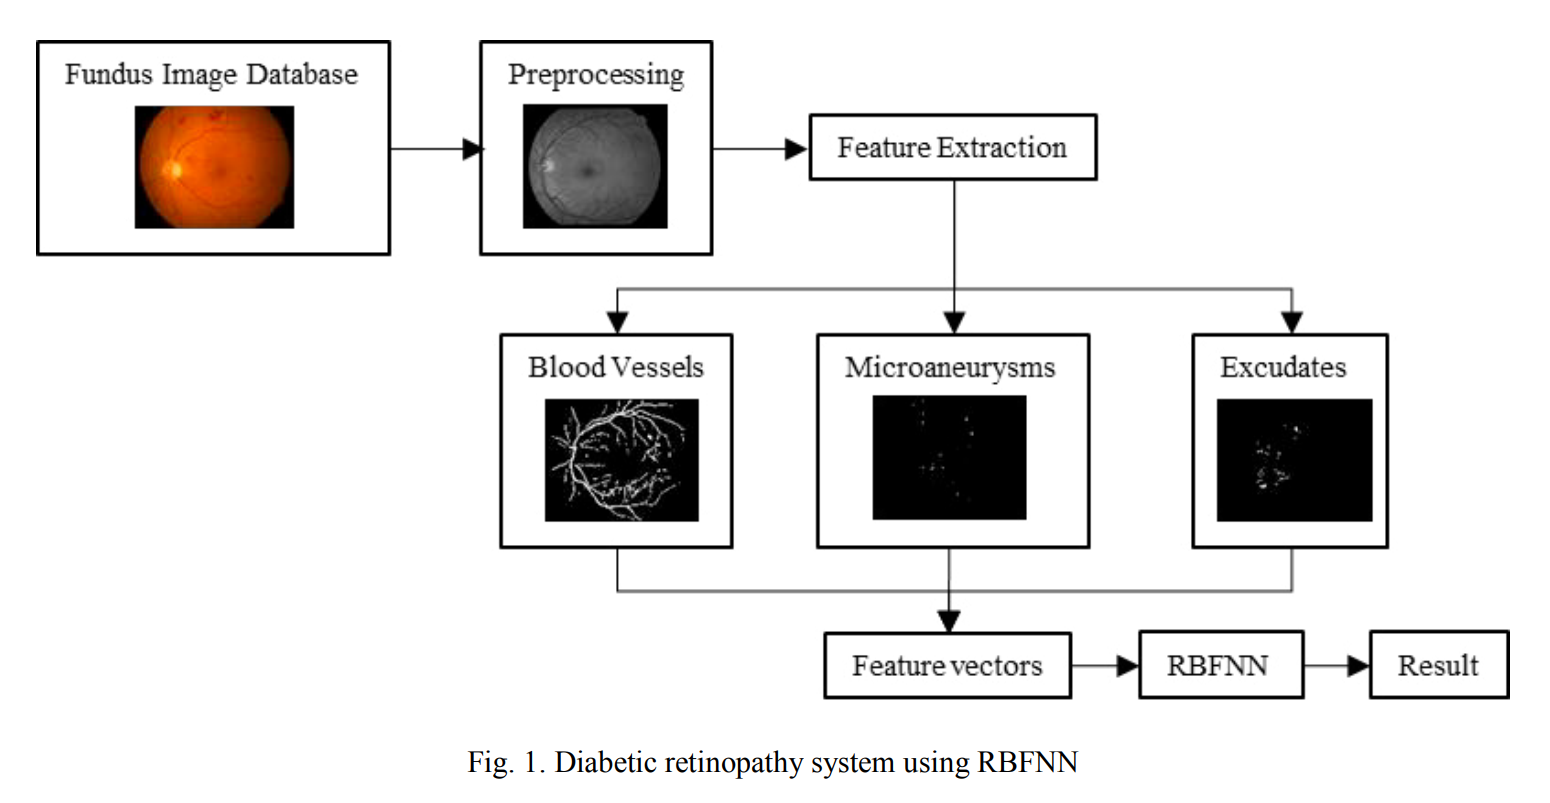 Fundus Image Database
Preprocessing
Feature Extraction
Blood Vessels
Microaneurysms
Excudates
Feature vectors
RBFNN
Result
Fig. 1. Diabetic retinopathy system using RBFNN